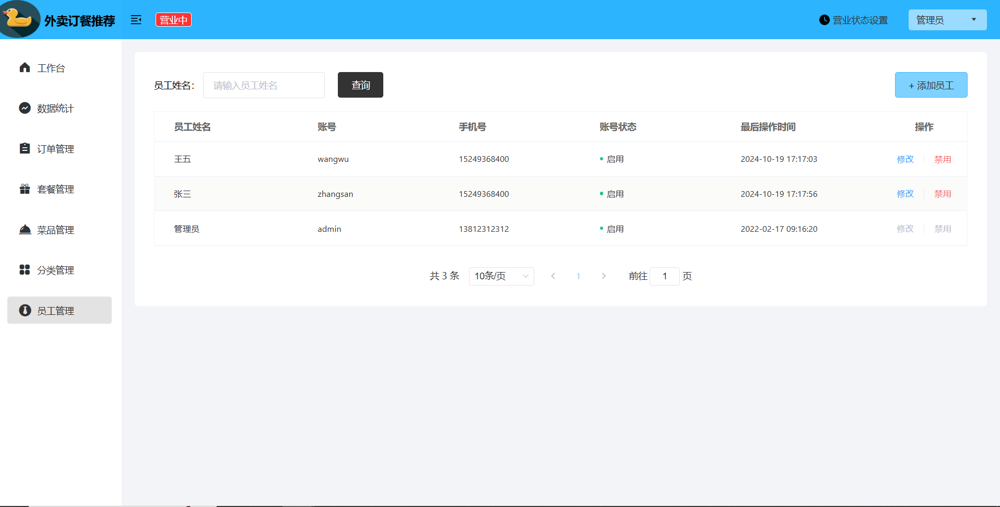 外卖订餐推荐
营业中
营业状态设置
管理员
工作台
数据统计
订单管理
套餐管理
菜品管理
分类管理
员工管理
员工姓名：
请输入员工姓名
查询
+ 添加员工
员工姓名 账号 手机号 账号状态 最后操作时间 操作
王五 wangwu 15249368400 启用 2024-10-19 17:17:03 修改 禁用
张三 zhangsan 15249368400 启用 2024-10-19 17:17:56 修改 禁用
管理员 admin 13812312312 启用 2022-02-17 09:16:20 修改 禁用
共 3 条 10条/页 1 前往 1 页